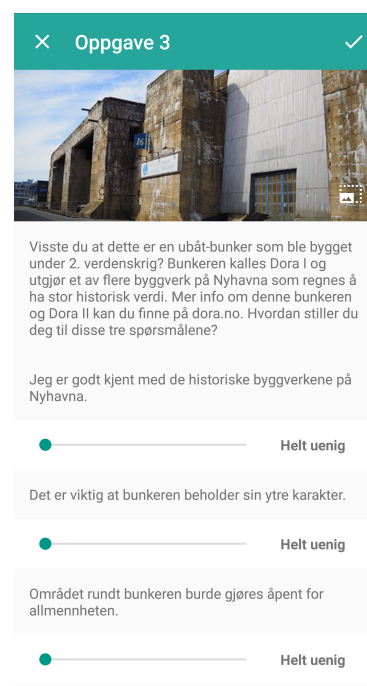 Oppgave 3
16
Visste du at dette er en ubåt-bunker som ble bygget
under 2. verdenskrig? Bunkeren kalles Dora I og
utgjør et av flere byggverk på Nyhavna som regnes å
ha stor historisk verdi. Mer info om denne bunkeren
og Dora II kan du finne på dora.no. Hvordan stiller du
deg til disse tre spørsmålene?
Jeg er godt kjent med de historiske byggverkene på
Nyhavna.
Helt uenig
Det er viktig at bunkeren beholder sin ytre karakter.
Helt uenig
Området rundt bunkeren burde gjøres åpent for
allmennheten.
Helt uenig